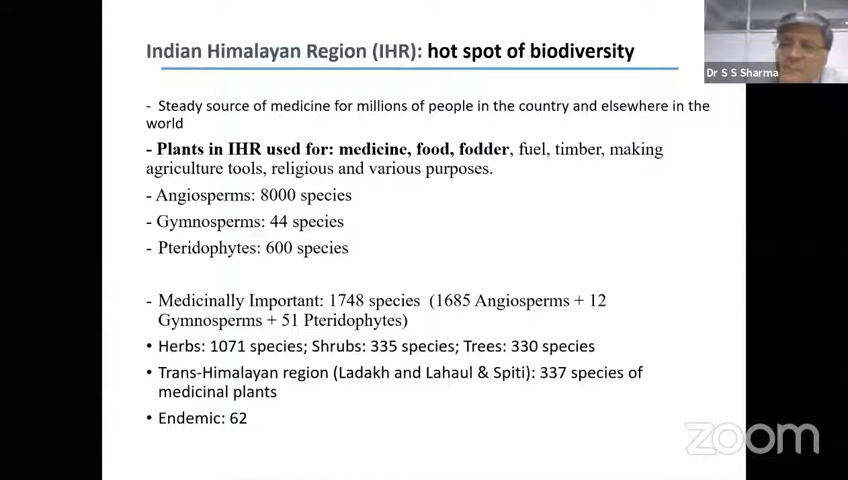 Indian Himalayan Region (IHR): hot spot of biodiversity
Dr S S Sharma
- Steady source of medicine for millions of people in the country and elsewhere in the
world
- Plants in IHR used for: medicine, food, fodder, fuel, timber, making
agriculture tools, religious and various purposes.
- Angiosperms: 8000 species
- Gymnosperms: 44 species
- Pteridophytes: 600 species
- Medicinally Important: 1748 species (1685 Angiosperms + 12
Gymnosperms + 51 Pteridophytes)
• Herbs: 1071 species; Shrubs: 335 species; Trees: 330 species
• Trans-Himalayan region (Ladakh and Lahaul & Spiti): 337 species of
medicinal plants
• Endemic: 62
zoom